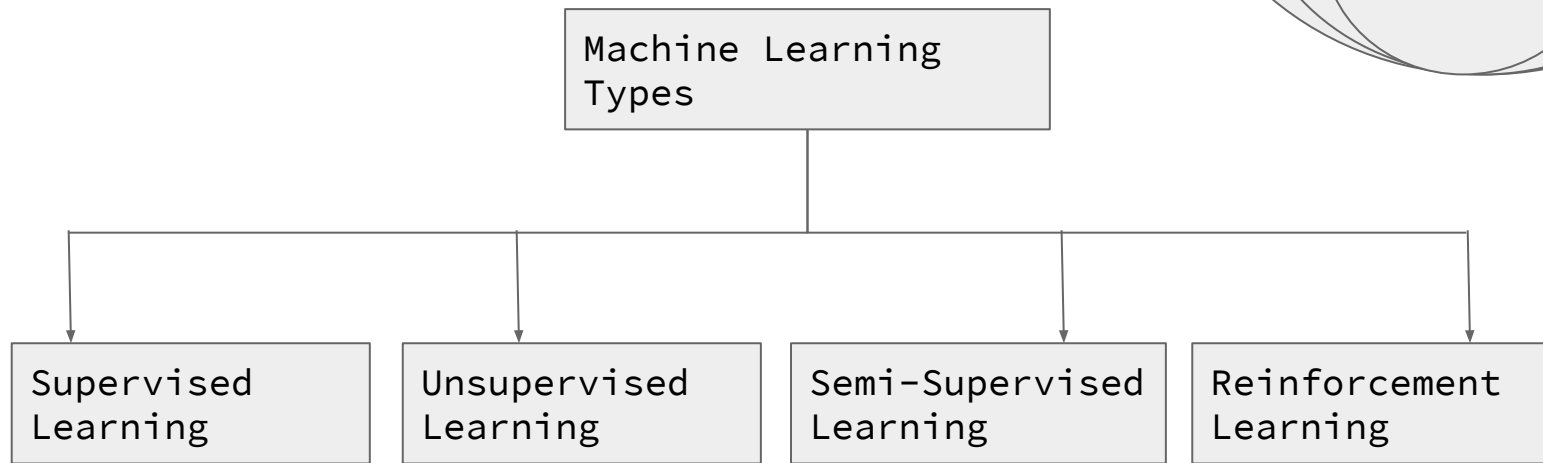 Machine Learning
Types
Supervised
Learning
Unsupervised
Learning
Semi-Supervised
Learning
Reinforcement
Learning